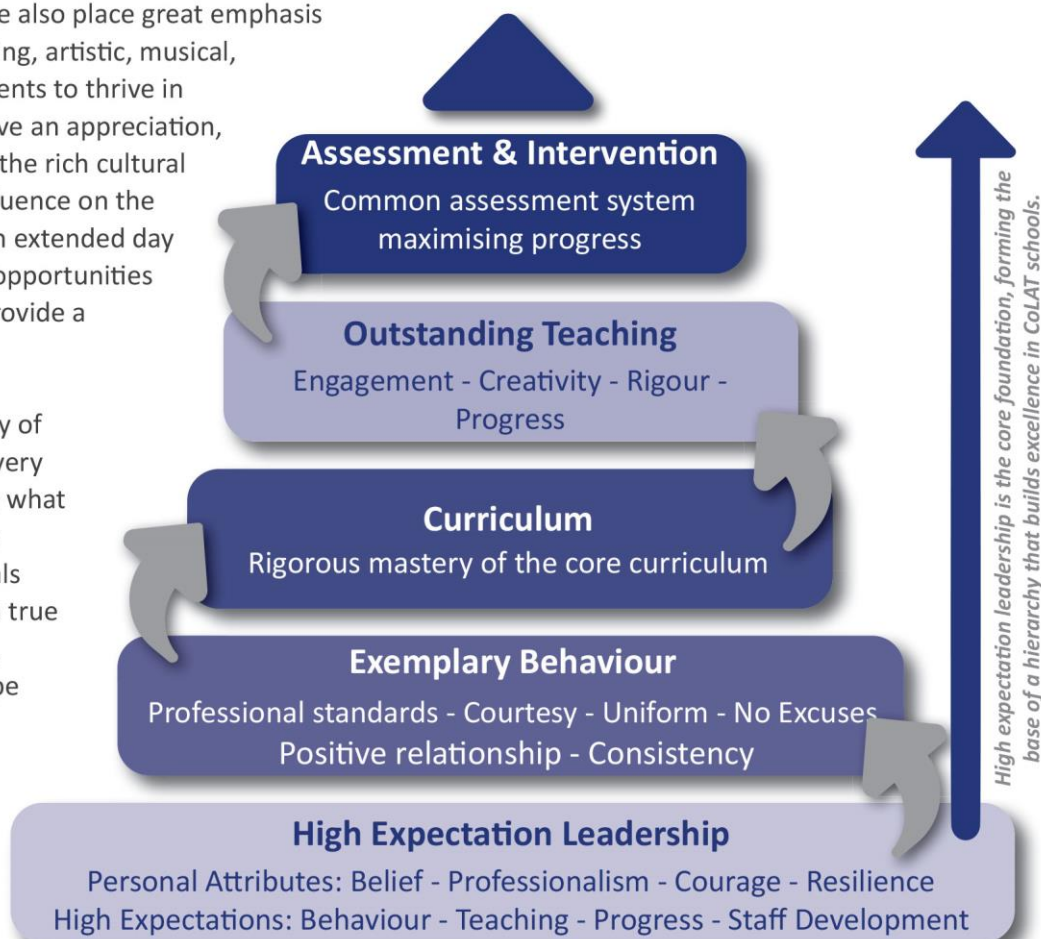 e also place great emphasis
ing, artistic, musical,
ents to thrive in
ve an appreciation,
the rich cultural
uence on the
n extended day
opportunities
rovide a
y of
very
what
ls
true
be
Assessment & Intervention
Common assessment system
maximising progress
Outstanding Teaching
Engagement - Creativity - Rigour -
Progress
Curriculum
Rigorous mastery of the core curriculum
Exemplary Behaviour
Professional standards - Courtesy - Uniform - No Excuses
Positive relationship - Consistency
High Expectation Leadership
Personal Attributes: Belief - Professionalism - Courage - Resilience
High Expectations: Behaviour - Teaching - Progress - Staff Development
High expectation leadership is the core foundation, forming the
base of a hierarchy that builds excellence in CoLAT schools.